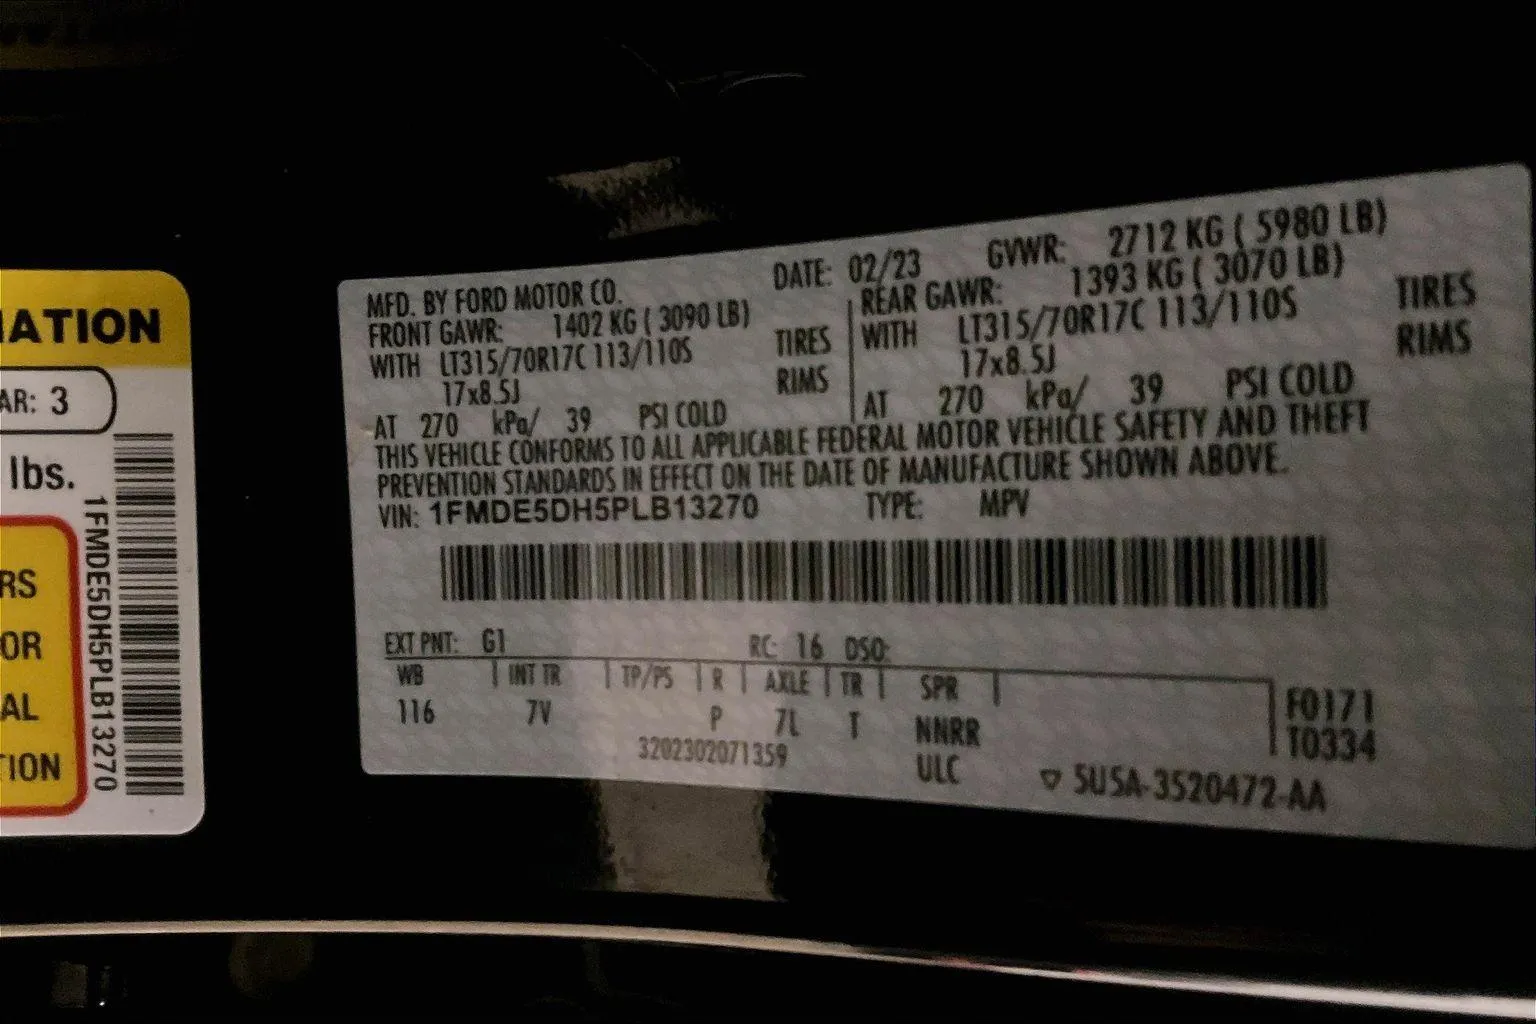 MATION
AR: 3
lbs.
RS
OR
AL
TION
1FMDE5DH5PLB13270
MFD. BY FORD MOTOR CO.
DATE: 02/23 GVWR: 2712 KG ( 5980 LB)
FRONT GAWR: 1402 KG ( 3090 LB)
WITH LT315/70R17C 113/110S TIRES
17x8.5J RIMS
AT 270 kPa/ 39 PSI COLD
REAR GAWR: 1393 KG ( 3070 LB)
WITH LT315/70R17C 113/110S TIRES
17x8.5J RIMS
AT 270 kPa/ 39 PSI COLD
THIS VEHICLE CONFORMS TO ALL APPLICABLE FEDERAL MOTOR VEHICLE SAFETY AND THEFT
PREVENTION STANDARDS IN EFFECT ON THE DATE OF MANUFACTURE SHOWN ABOVE.
VIN: 1FMDE5DH5PLB13270 TYPE: MPV
EXT PNT: G1 RC: 16 DSO:
WB INT TR TP/PS R AXLE TR SPR
116 7V P 7L T NNRR
F0171
T0334
3202302071359 ULC
5U5A-3520472-AA